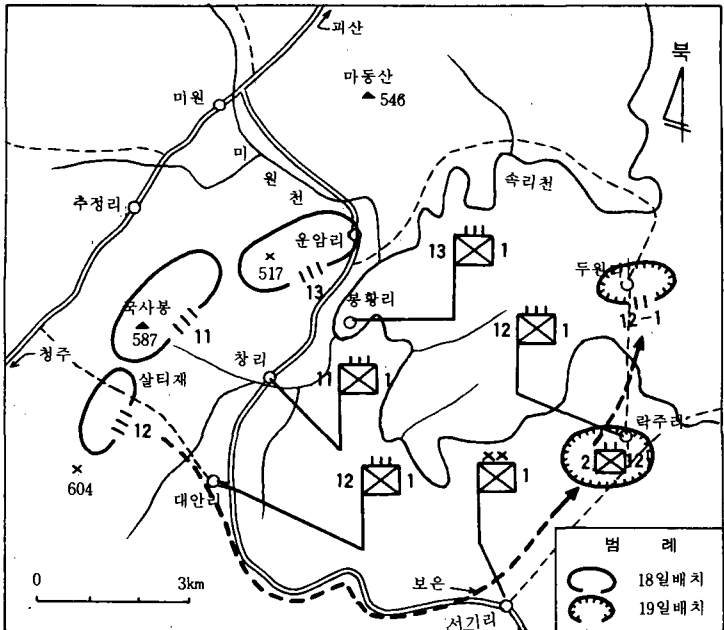 괴산
북
마동산
546
미원
미원천
속리천
추정리
운암리
517
13
13 1
두원리
12-1
국사봉
587
11
봉황리
12 1
청주
살티재
창리
11 1
락주리
12
604
대안리
12 1
1
2 12
0 3km
보은
서기리
범 례
18일배치
19일배치